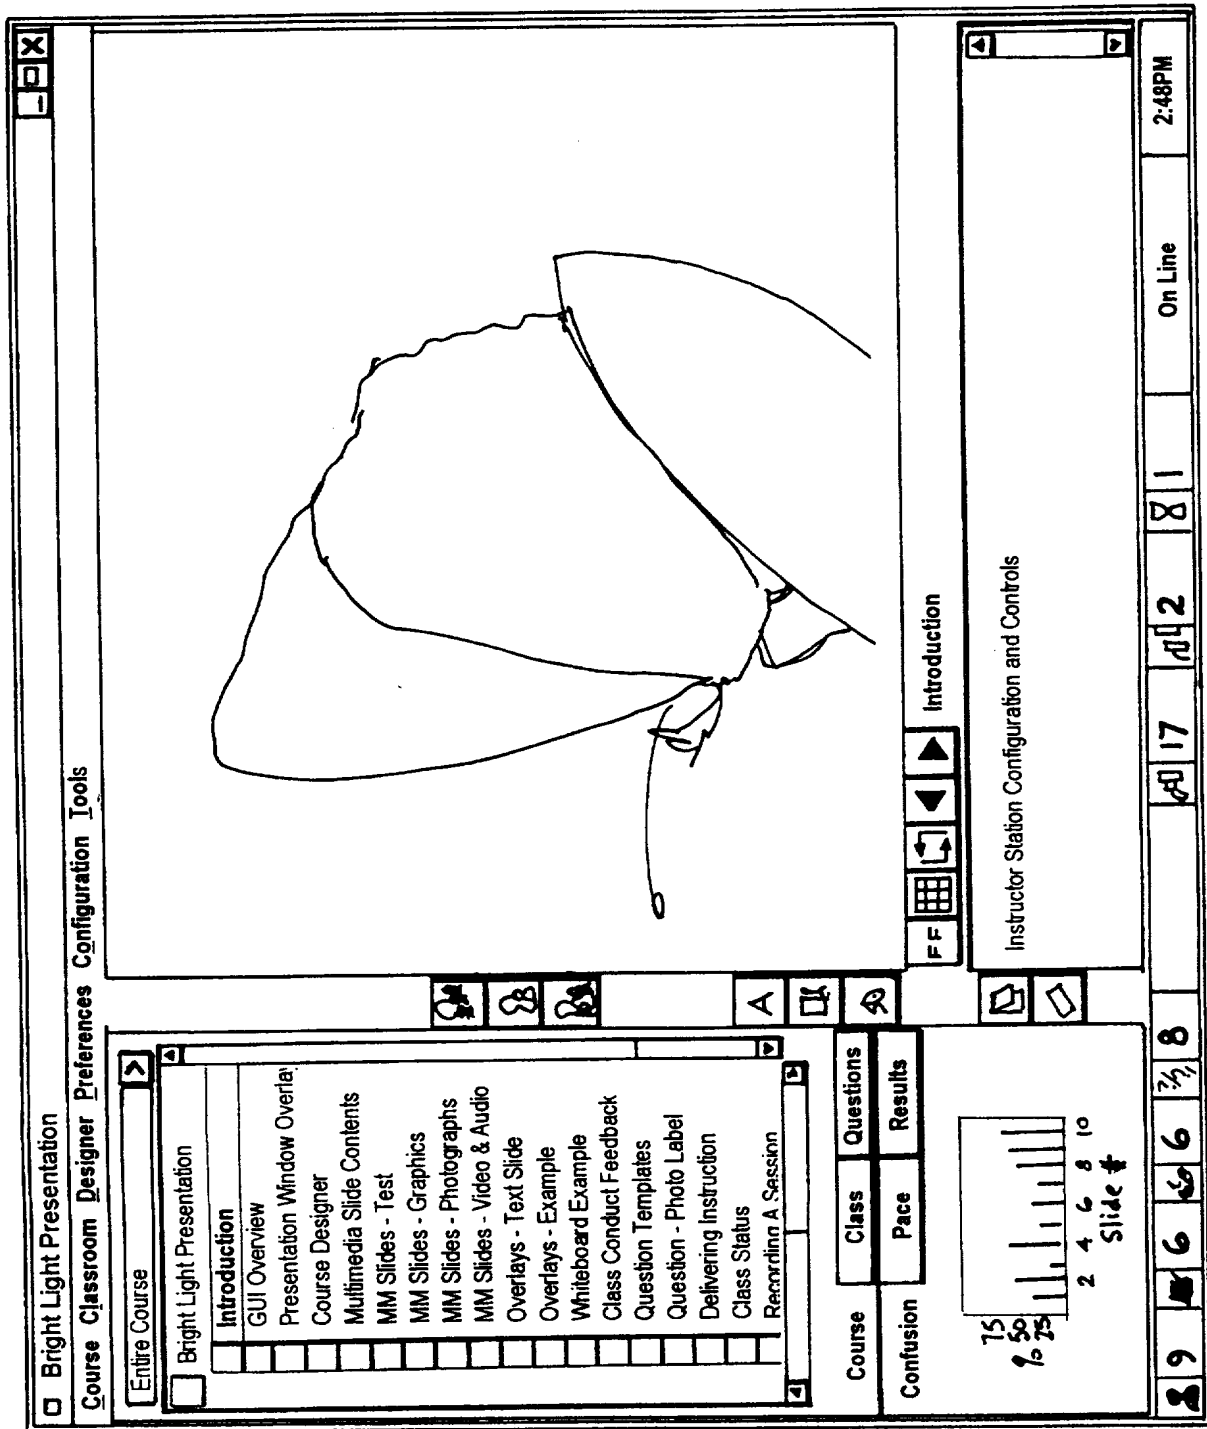 Bright Light Presentation
Course Classroom Designer Preferences Configuration Tools
Entire Course
>
Bright Light Presentation
Introduction
GUI Overview
Presentation Window Overlay
Course Designer
Multimedia Slide Contents
MM Slides - Test
MM Slides - Graphics
MM Slides - Photographs
MM Slides - Video & Audio
Overlays - Text Slide
Overlays - Example
Whiteboard Example
Class Conduct Feedback
Question Templates
Question - Photo Label
Delivering Instruction
Class Status
Recording A Session
A
FF
Introduction
Course Class Questions
Confusion Pace Results
75
50
% 25
2 4 6 8 10
Slide #
Instructor Station Configuration and Controls
9 6 6 8 17 2 1 On Line 2:48PM